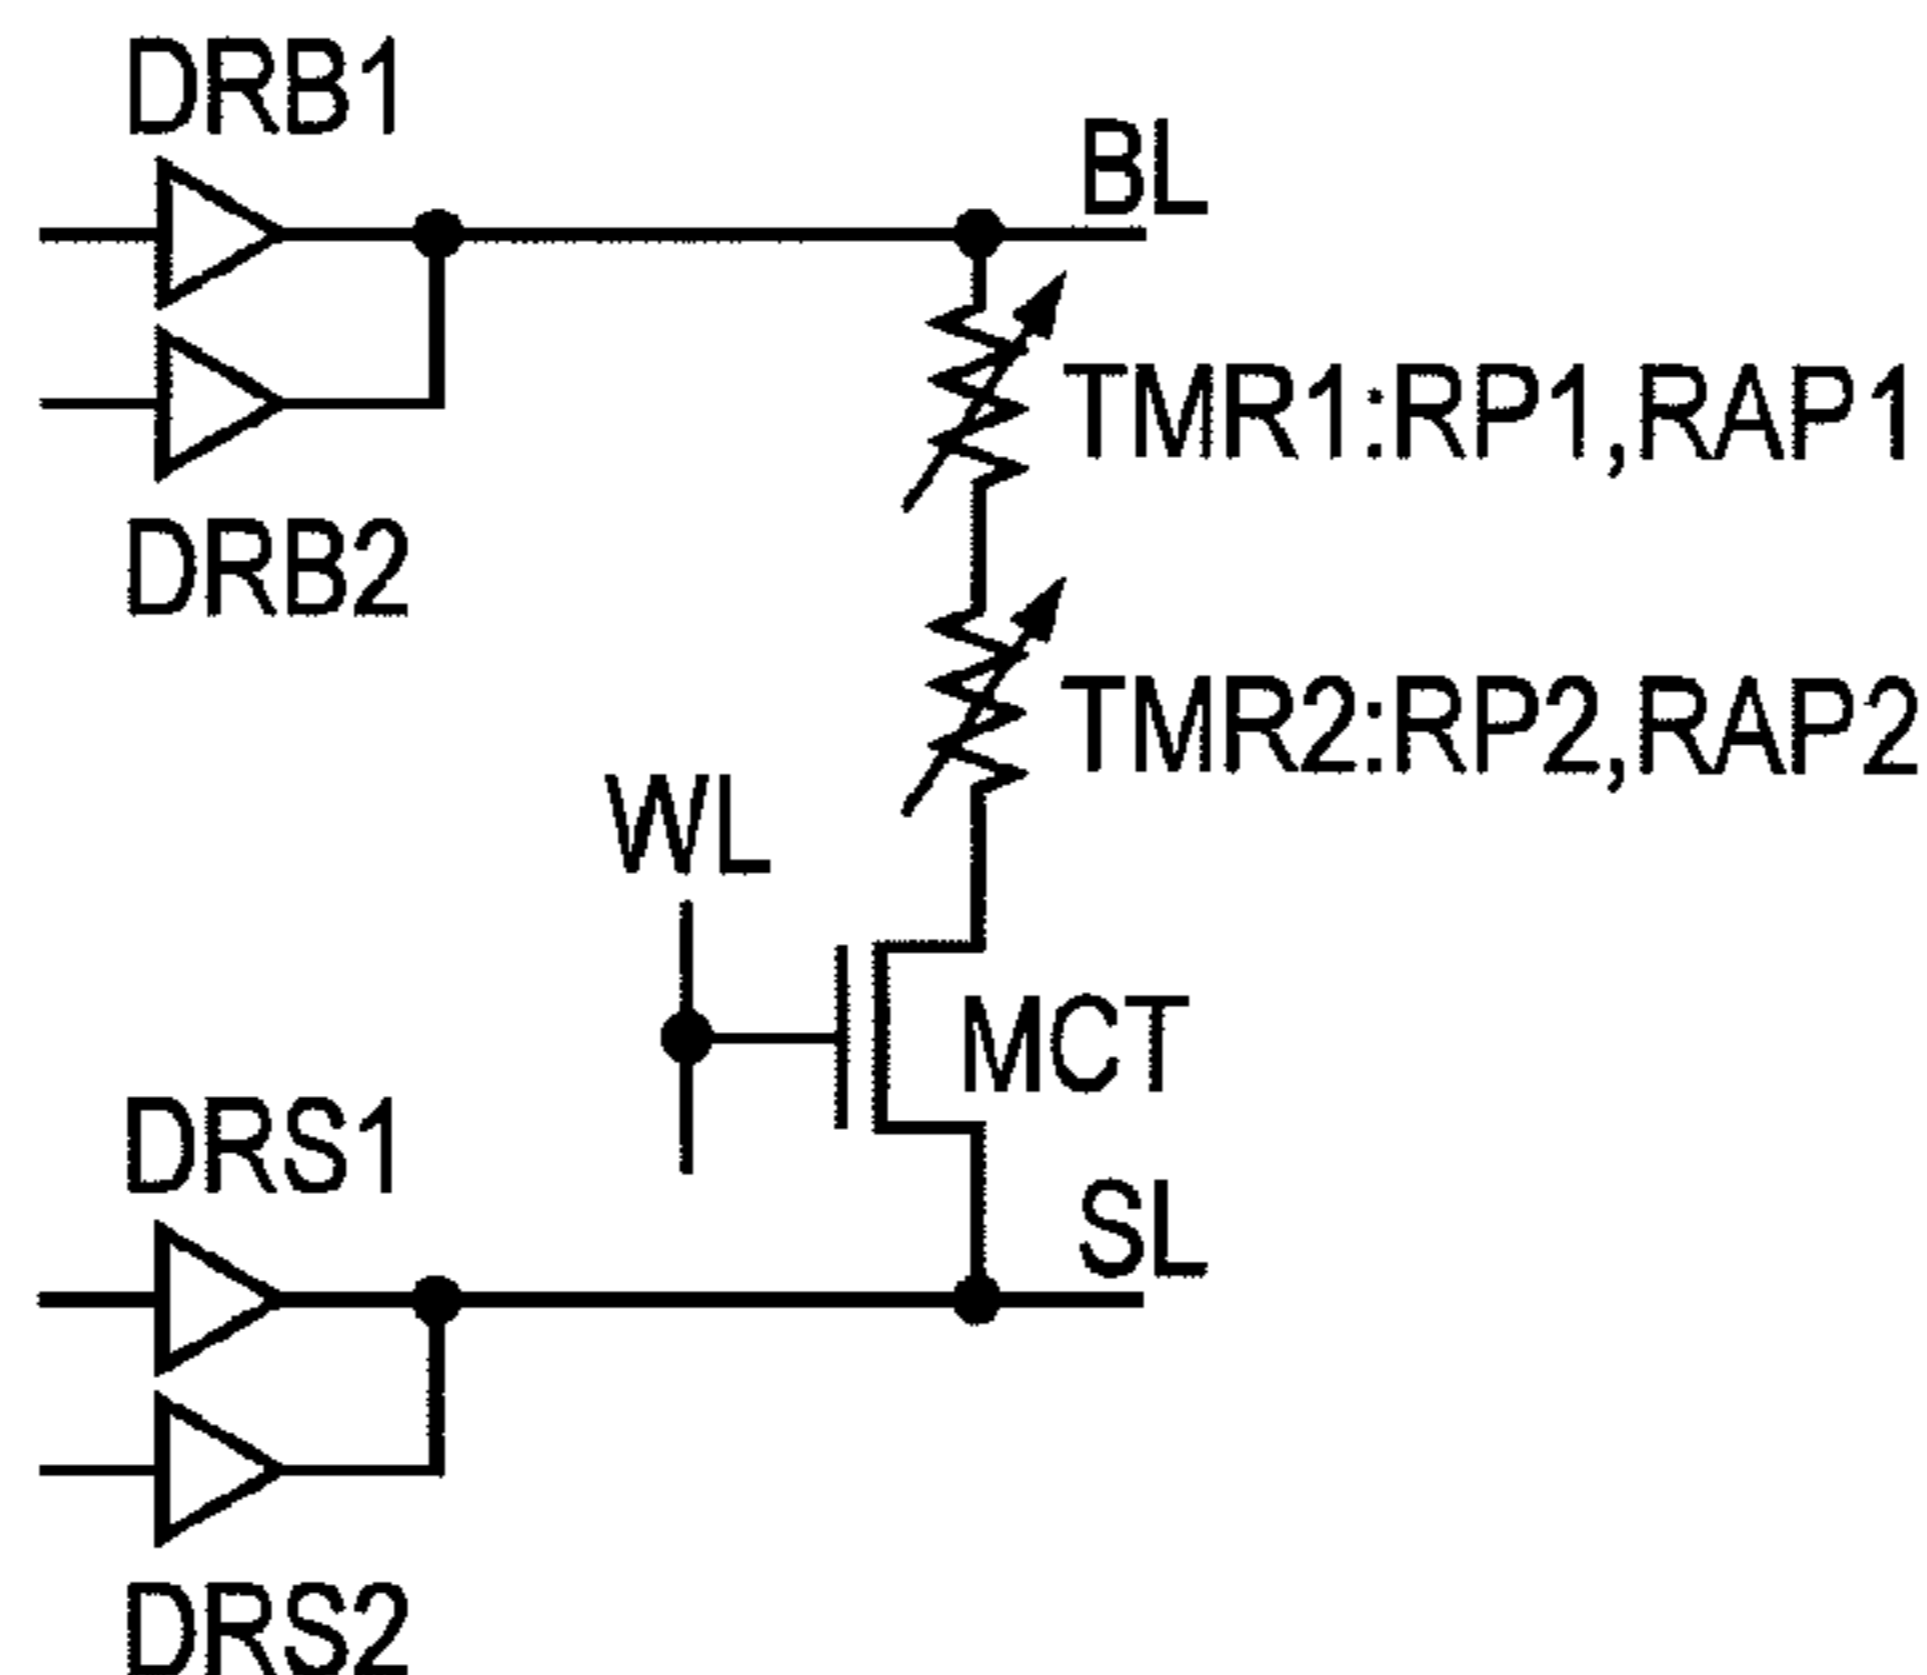 DRB1
BL
TMR1:RP1,RAP1
DRB2
TMR2:RP2,RAP2
WL
MCT
DRS1
SL
DRS2